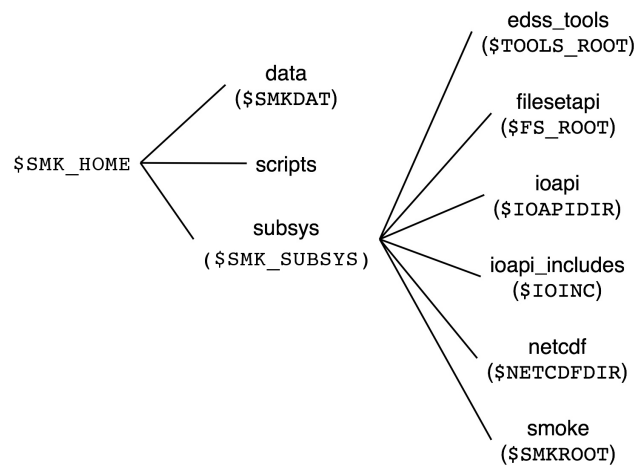 $SMK_HOME
data
($SMKDAT)
scripts
subsys
($SMK_SUBSYS)
edss_tools
($TOOLS_ROOT)
filesetapi
($FS_ROOT)
ioapi
($IOAPIDIR)
ioapi_includes
($IOINC)
netcdf
($NETCDFDIR)
smoke
($SMKROOT)